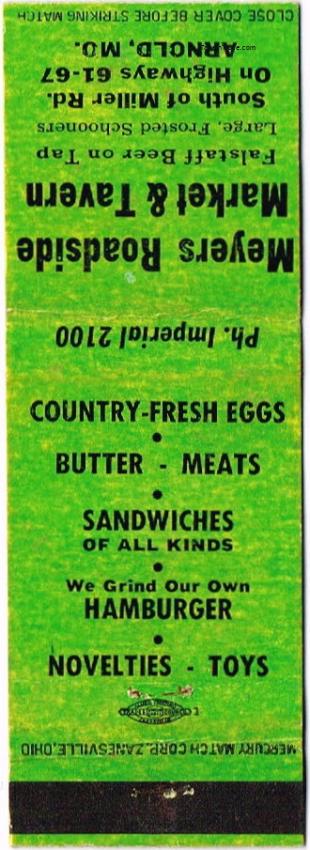 Meyers Roadside
Market & Tavern
Falstaff Beer on Tap
Large, Frosted Schooners
South of Miller Rd.
On Highways 61-67
ARNOLD, MO.
CLOSE COVER BEFORE STRIKING MATCH
Ph. Imperial 2100
COUNTRY-FRESH EGGS
•
BUTTER - MEATS
•
SANDWICHES
OF ALL KINDS
•
We Grind Our Own
HAMBURGER
•
NOVELTIES - TOYS
MERCURY MATCH CORP., ZANESVILLE, OHIO